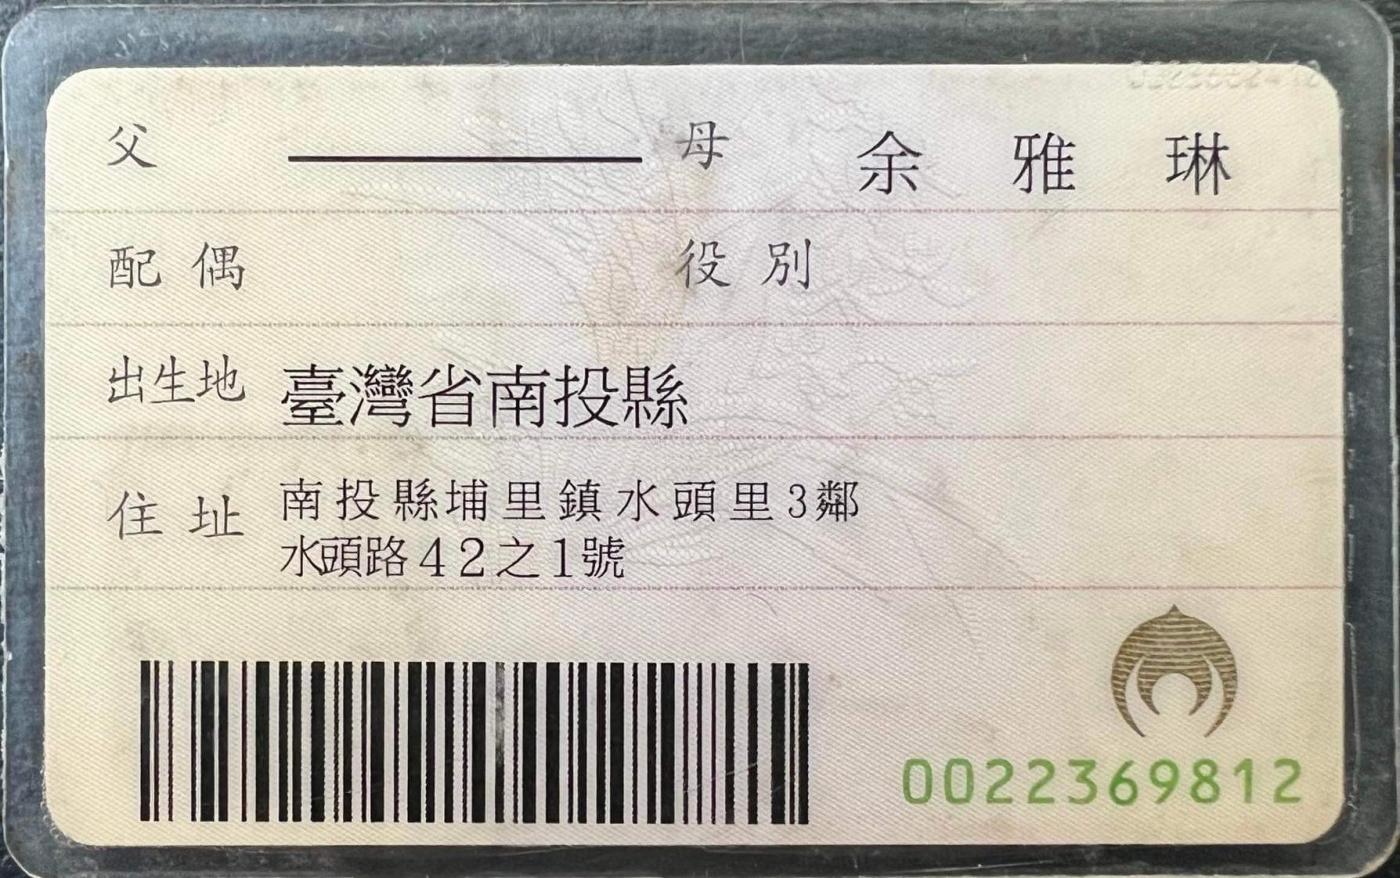 父 母 余雅琳
配偶 役別
出生地 臺灣省南投縣
住址 南投縣埔里鎮水頭里3鄰
水頭路42之1號
0022369812